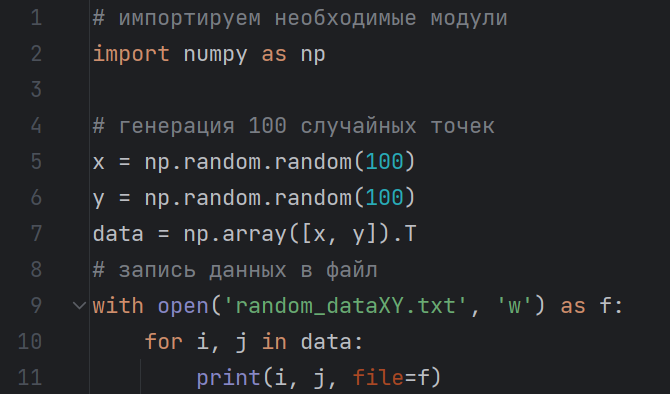 1 # импортируем необходимые модули
2 import numpy as np
3
4 # генерация 100 случайных точек
5 x = np.random.random(100)
6 y = np.random.random(100)
7 data = np.array([x, y]).T
8 # запись данных в файл
9 with open('random_dataXY.txt', 'w') as f:
10     for i, j in data:
11         print(i, j, file=f)